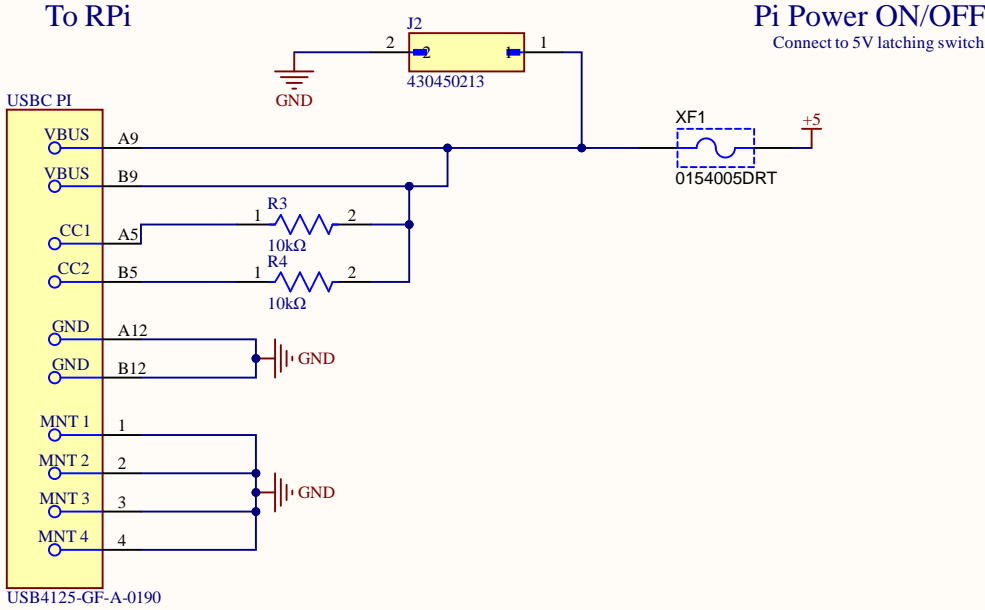 To RPi
Pi Power ON/OFF
Connect to 5V latching switch
J2
2
2
1
1
430450213
GND
USBC PI
XF1
+5
0154005DRT
VBUS
A9
VBUS
B9
R3
1
2
CC1
A5
10kΩ
R4
CC2
B5
1
2
10kΩ
GND
A12
GND
GND
B12
MNT 1
1
MNT 2
2
GND
MNT 3
3
MNT 4
4
USB4125-GF-A-0190